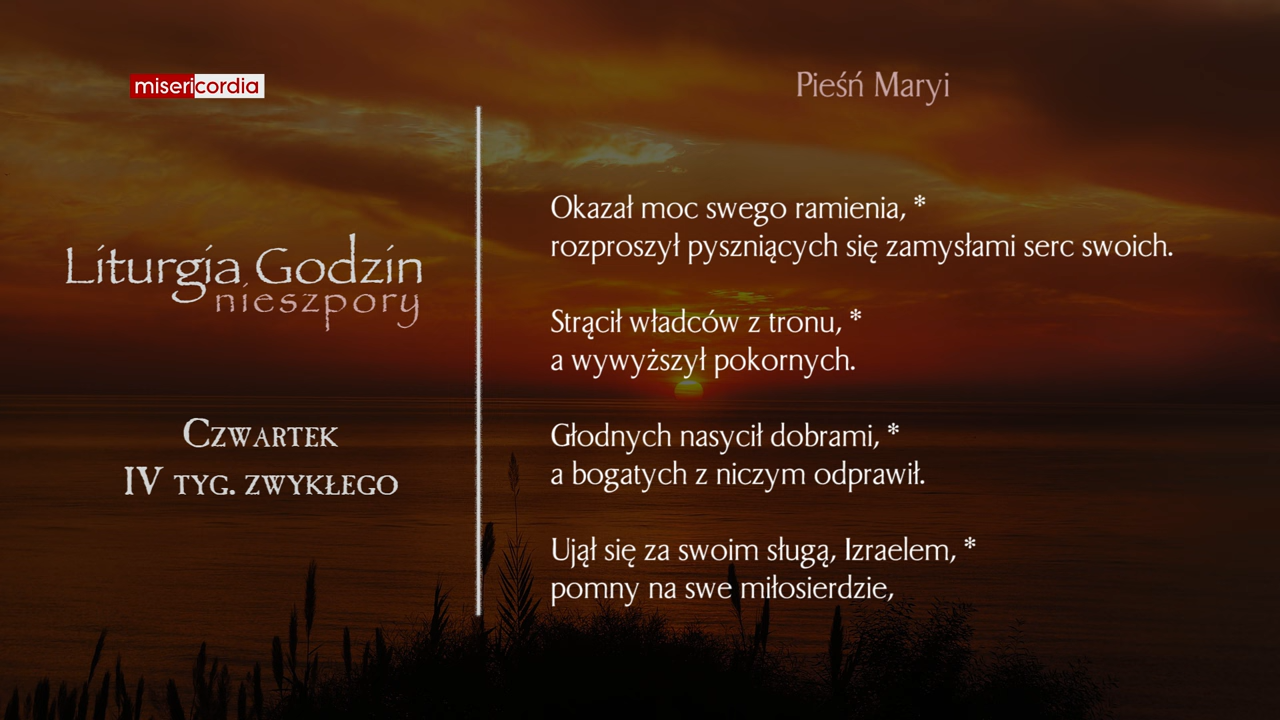 misericordia
Liturgia Godzin
nieszpory
Czwartek
IV tyg. zwykłego
Pieśń Maryi
Okazał moc swego ramienia, *
rozproszył pyszniących się zamysłami serc swoich.
Strącił władców z tronu, *
a wywyższył pokornych.
Głodnych nasycił dobrami, *
a bogatych z niczym odprawił.
Ujął się za swoim sługą, Izraelem, *
pomny na swe miłosierdzie,